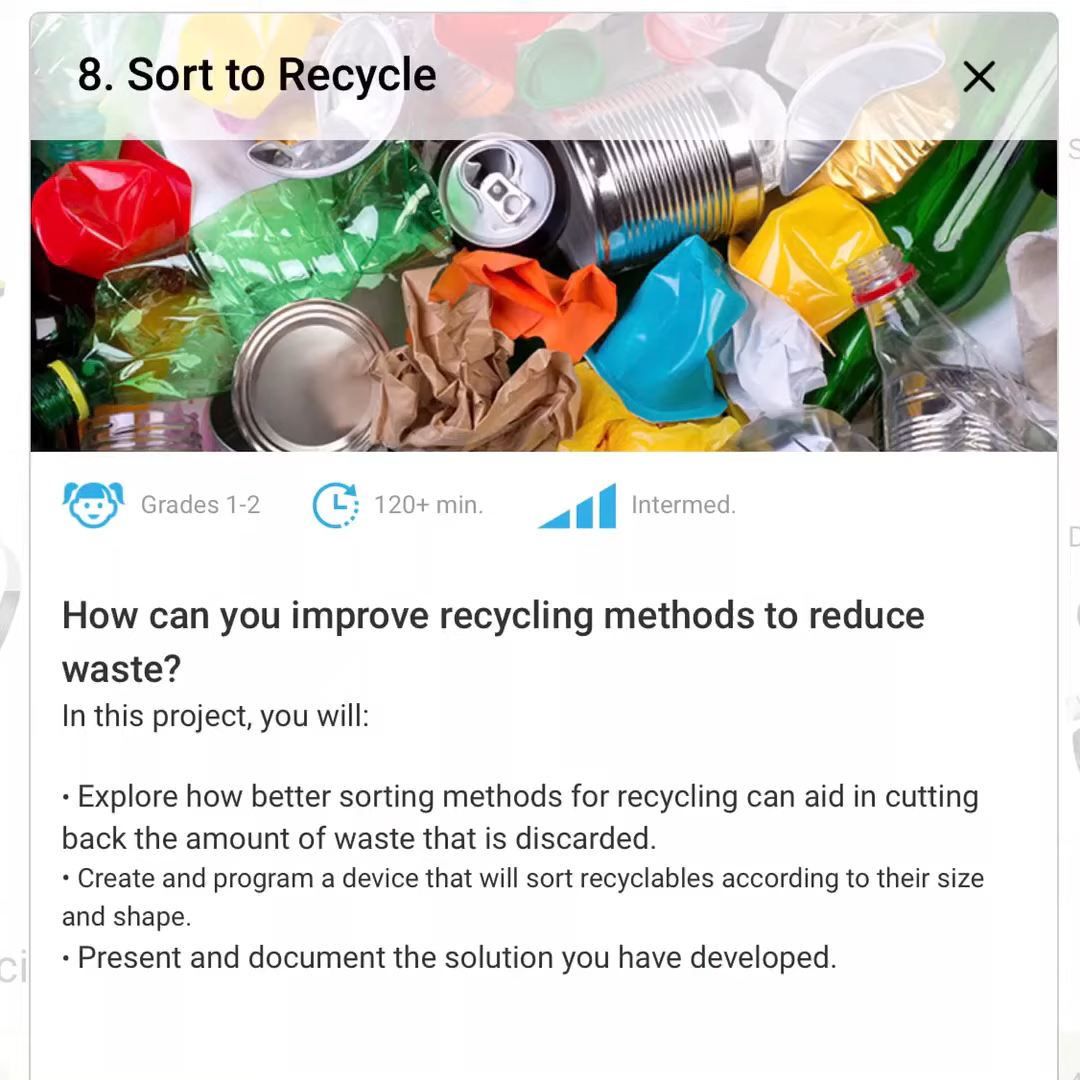 8. Sort to Recycle
Grades 1-2
120+ min.
Intermed.
How can you improve recycling methods to reduce
waste?
In this project, you will:
• Explore how better sorting methods for recycling can aid in cutting
back the amount of waste that is discarded.
• Create and program a device that will sort recyclables according to their size
and shape.
• Present and document the solution you have developed.